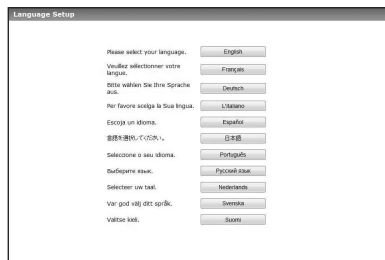 Language Setup
Please select your language. English
Veuillez sélectionner votre
langue. Français
Bitte wählen Sie Ihre Sprache
aus. Deutsch
Per favore scelga la Sua lingua. L'italiano
Escoja un idioma. Español
言語を選択してください。 日本語
Seleccione o seu idioma. Português
Выберите язык. Русский язык
Selecteer uw taal. Nederlands
Var god välj ditt språk. Svenska
Valitse kieli. Suomi